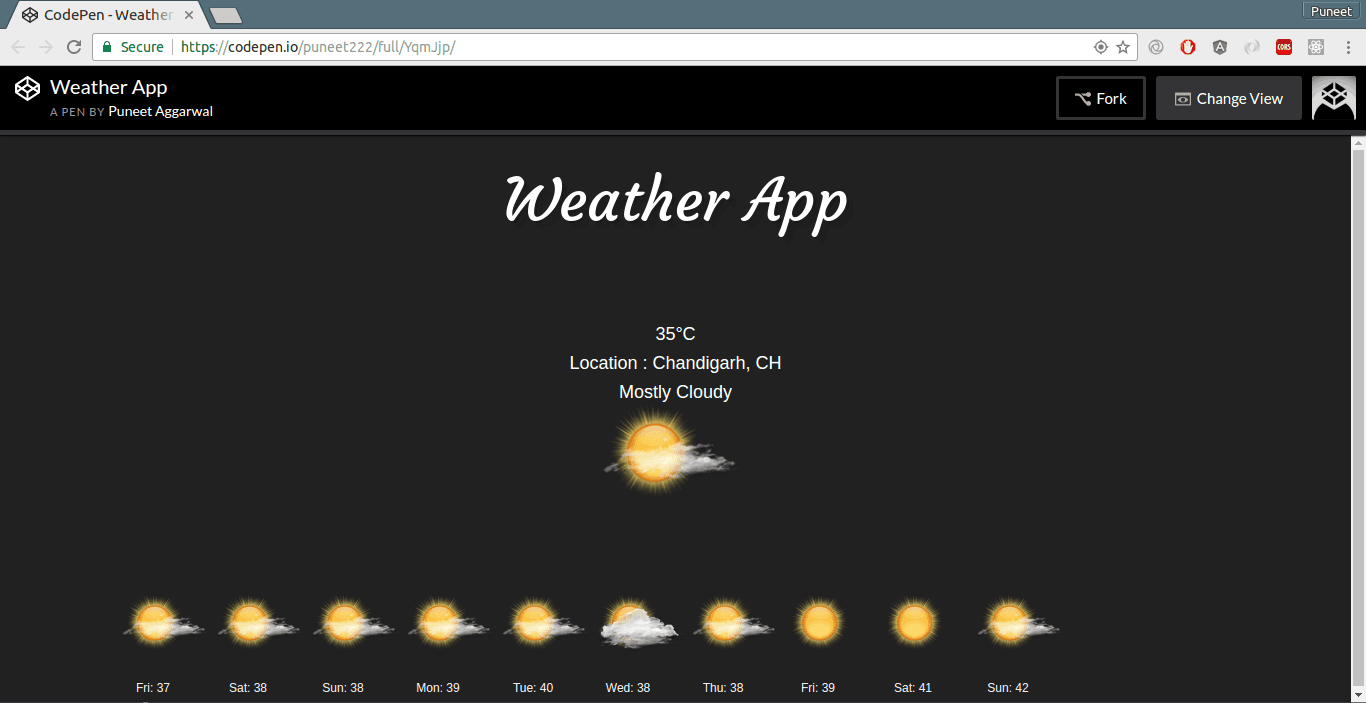 Puneet
CodePen - Weather
Secure https://codepen.io/puneet222/full/YqmJjp/
CORS
Weather App
A PEN BY Puneet Aggarwal
Fork
Change View
Weather App
35°C
Location : Chandigarh, CH
Mostly Cloudy
Fri: 37 Sat: 38 Sun: 38 Mon: 39 Tue: 40 Wed: 38 Thu: 38 Fri: 39 Sat: 41 Sun: 42